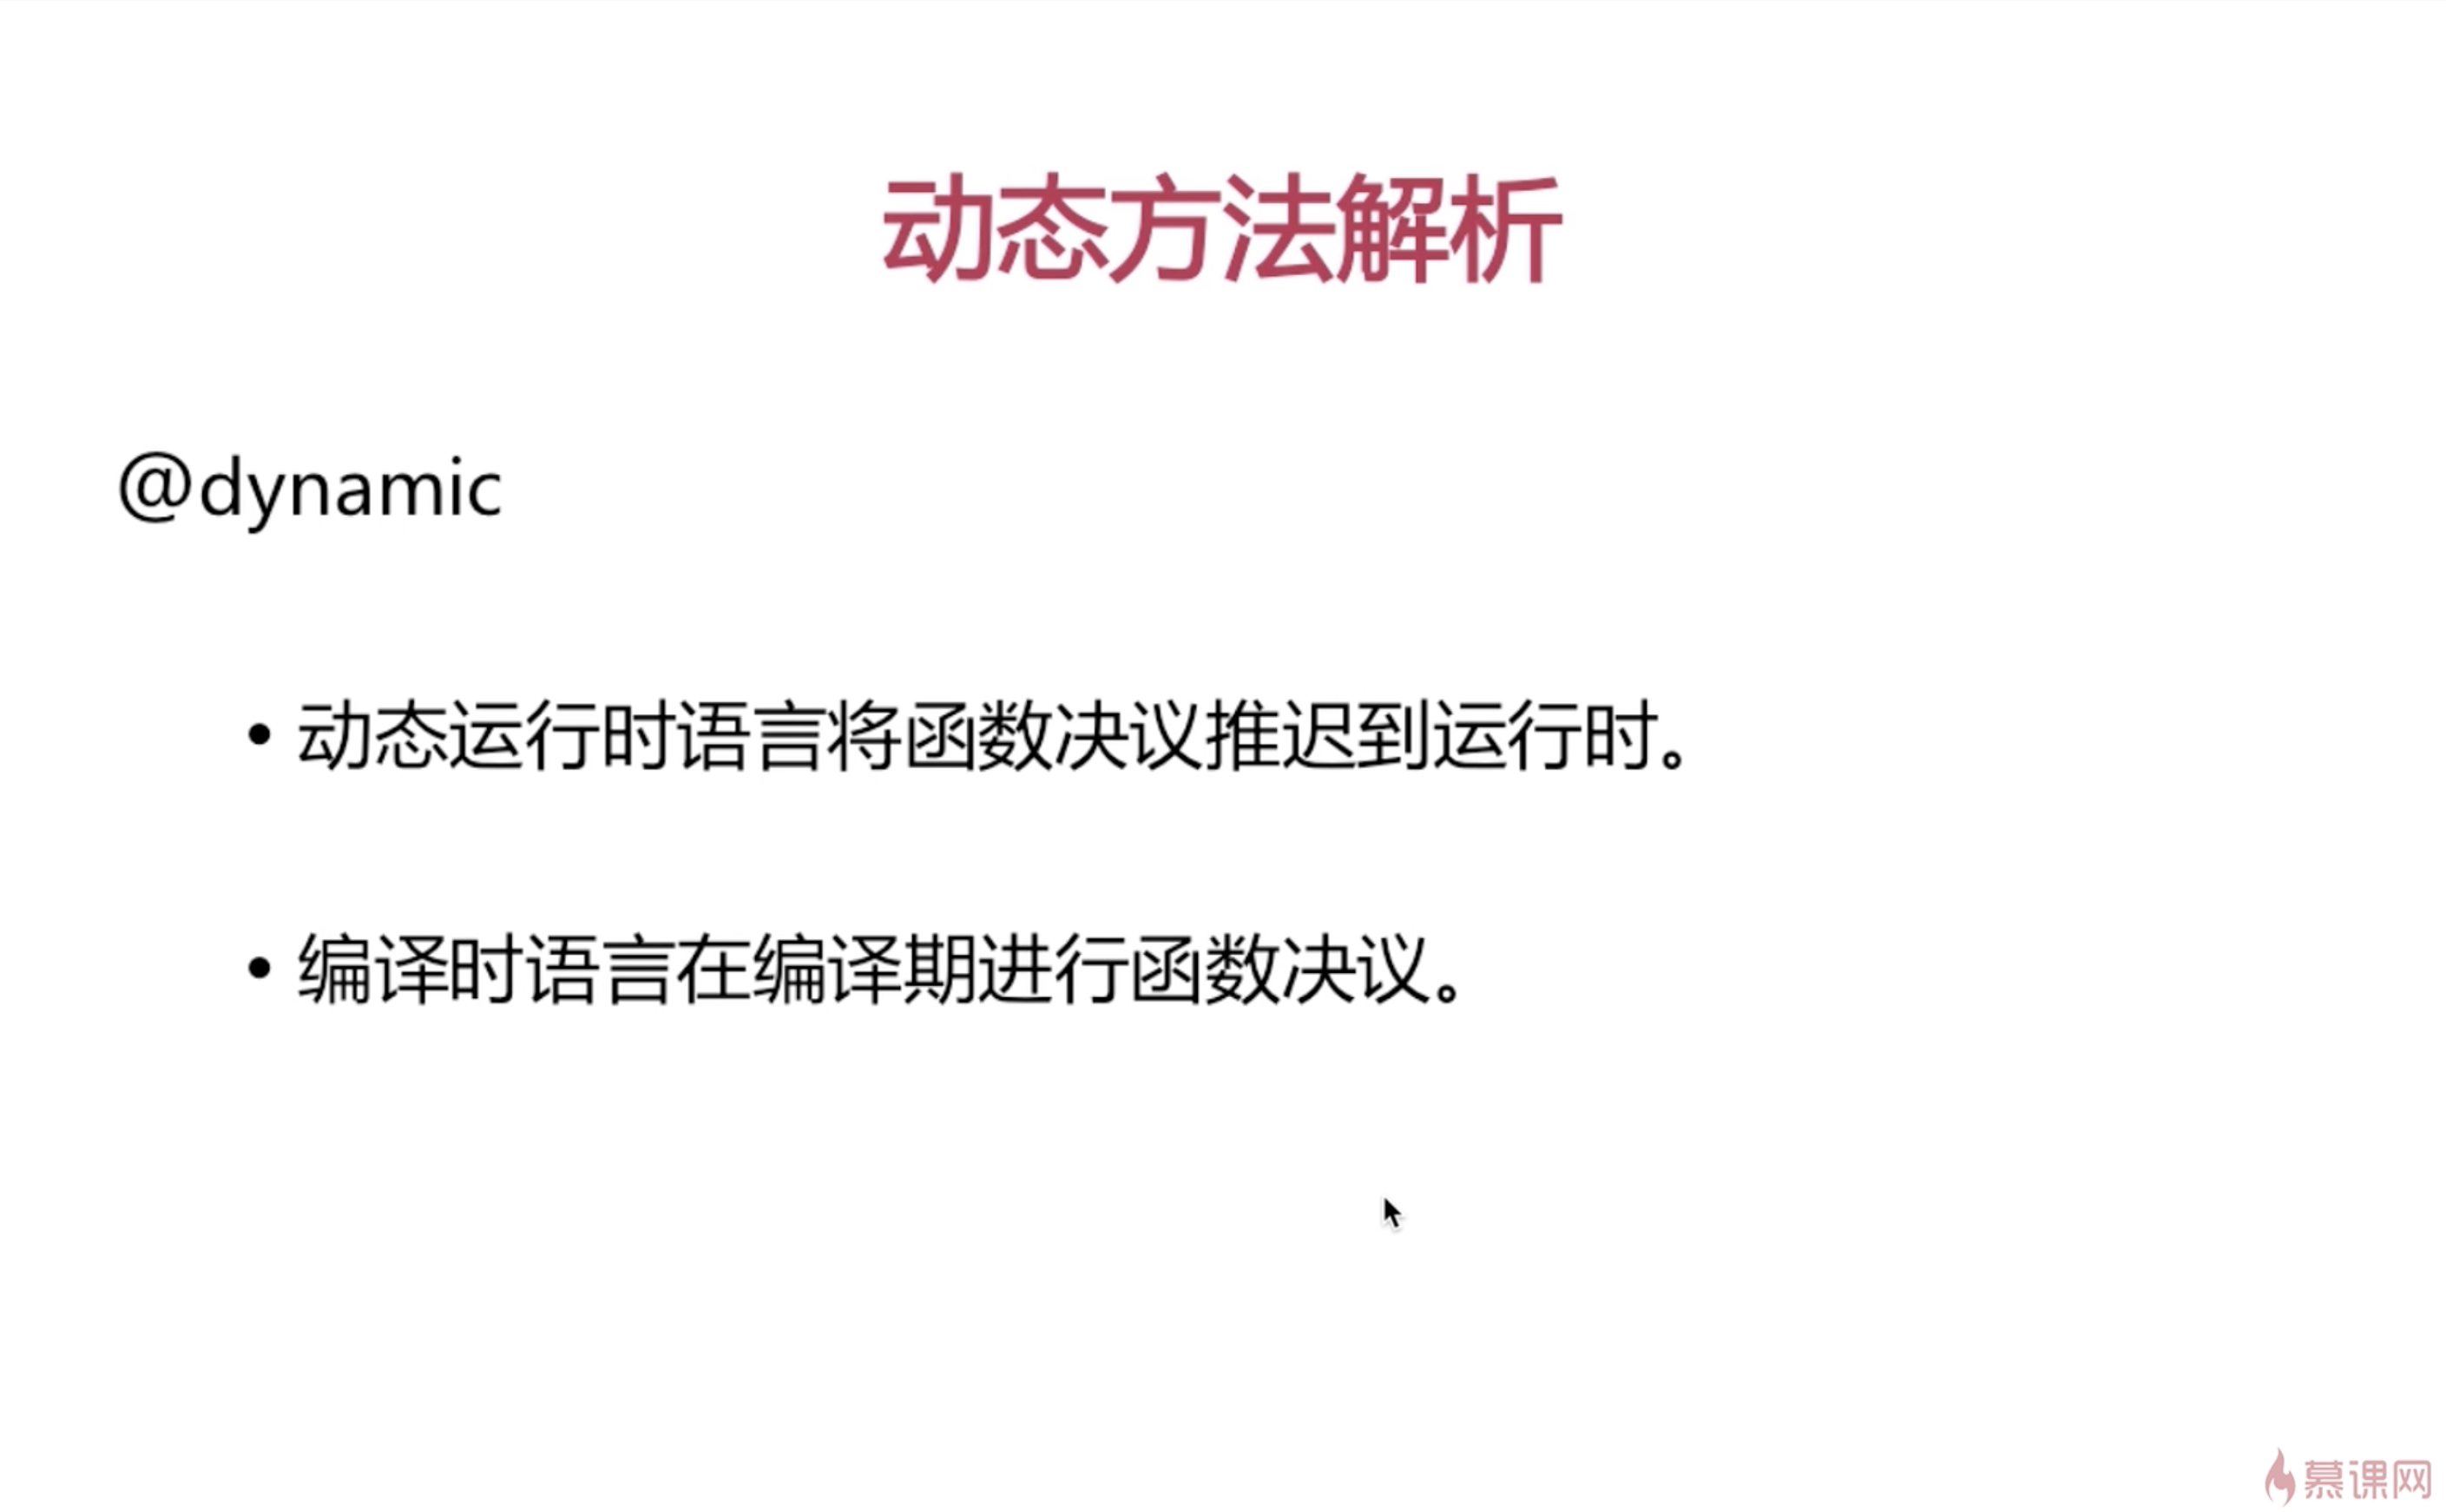 动态方法解析
@dynamic
• 动态运行时语言将函数决议推迟到运行时。
• 编译时语言在编译期进行函数决议。
慕课网